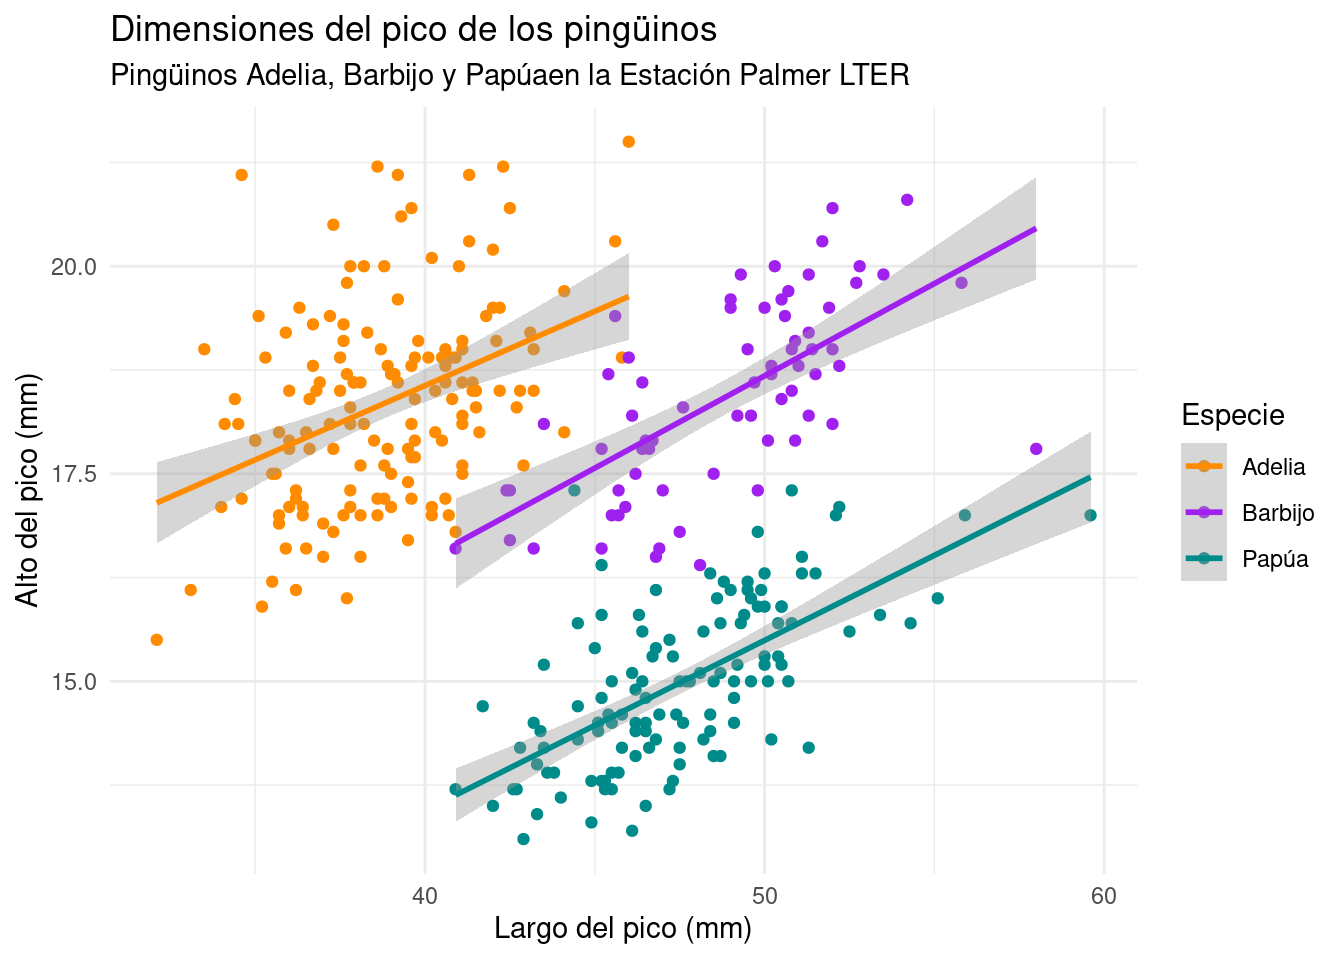 Dimensiones del pico de los pingüinos
Pingüinos Adelia, Barbijo y Papúaen la Estación Palmer LTER
Alto del pico (mm)
20.0
17.5
15.0
40
50
60
Largo del pico (mm)
Especie
Adelia
Barbijo
Papúa